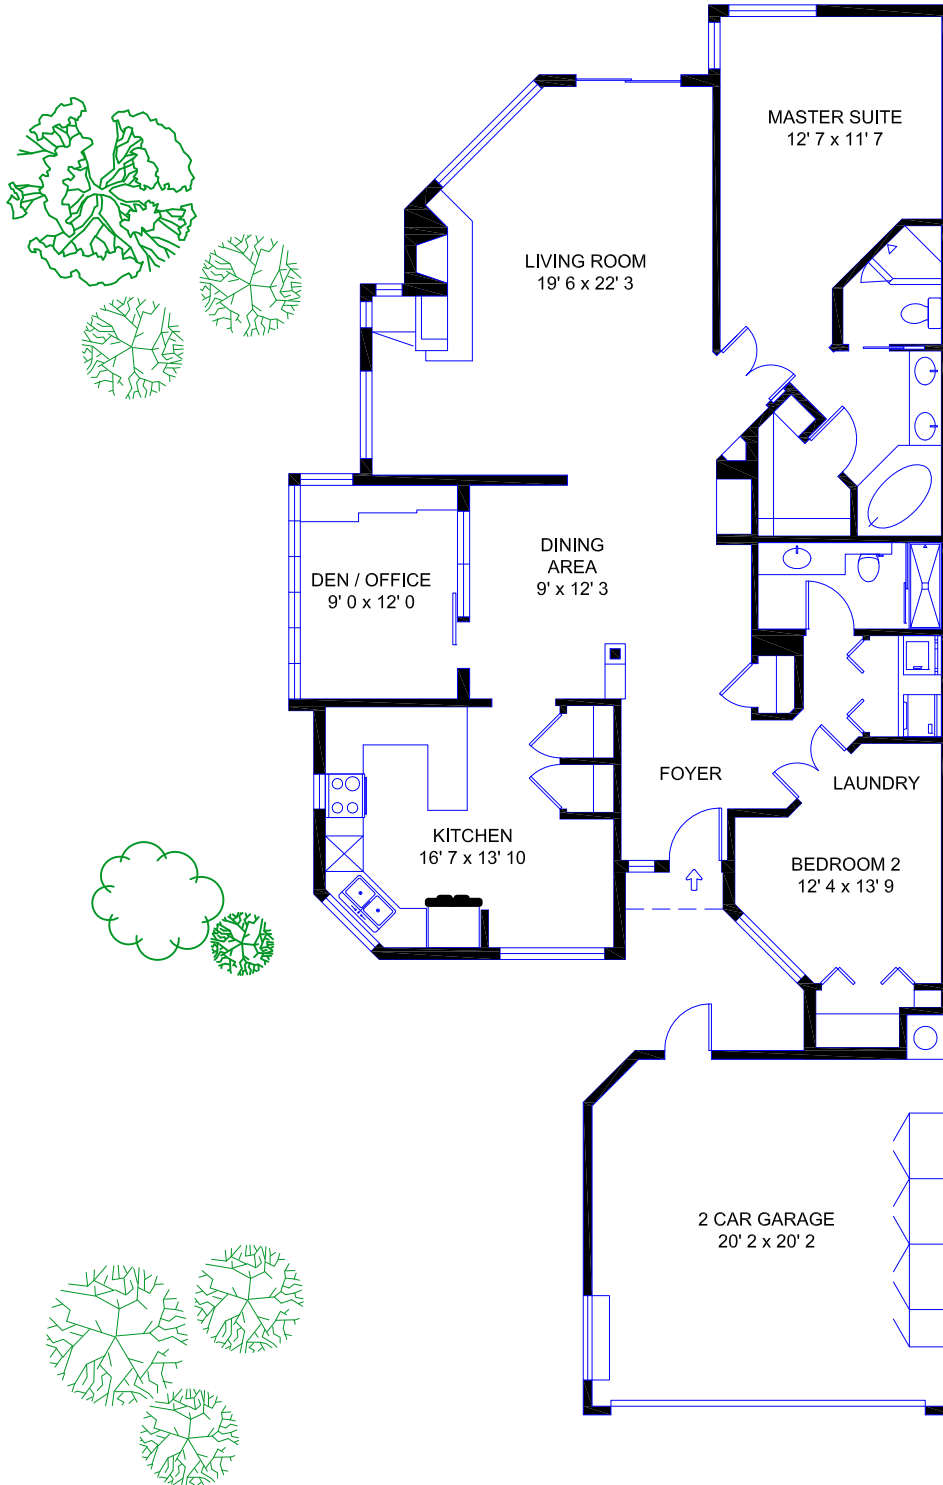 MASTER SUITE
12' 7 x 11' 7
LIVING ROOM
19' 6 x 22' 3
DINING
AREA
9' x 12' 3
DEN / OFFICE
9' 0 x 12' 0
FOYER
LAUNDRY
KITCHEN
16' 7 x 13' 10
BEDROOM 2
12' 4 x 13' 9
2 CAR GARAGE
20' 2 x 20' 2